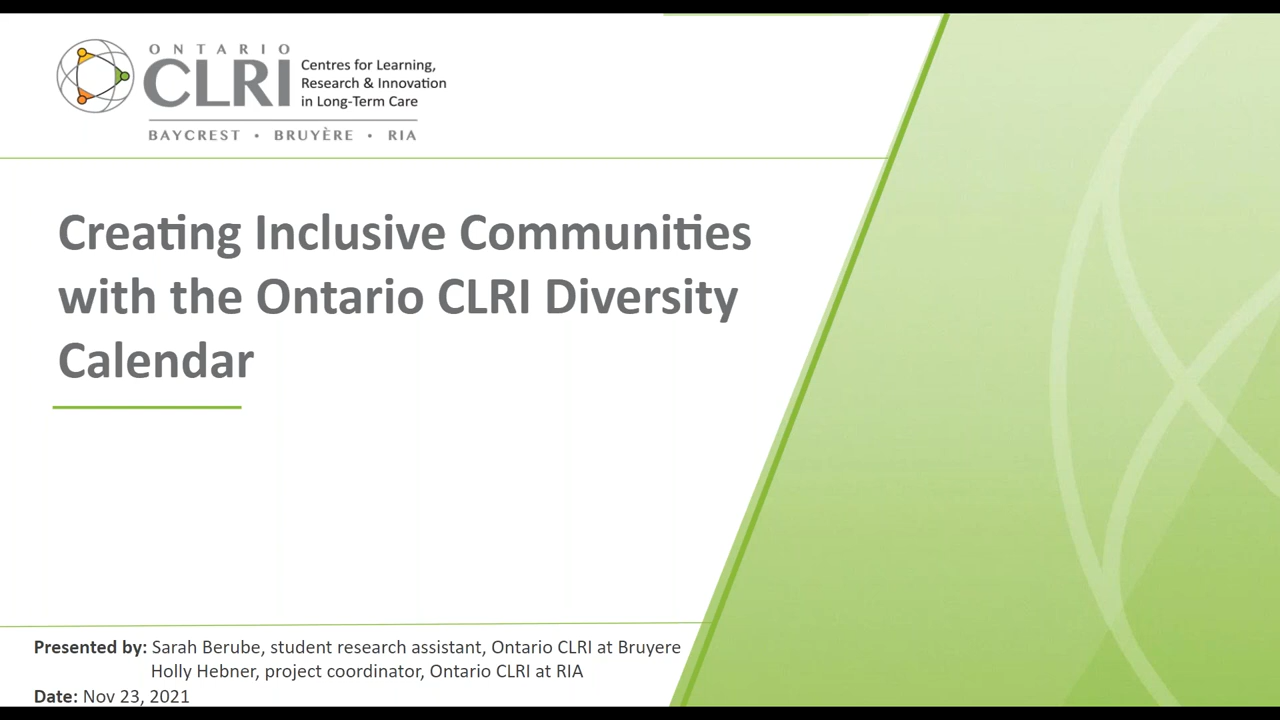 ONTARIO
CLRI
Centres for Learning,
Research & Innovation
in Long-Term Care
BAYCREST • BRUYÈRE • RIA
Creating Inclusive Communities
with the Ontario CLRI Diversity
Calendar
Presented by: Sarah Berube, student research assistant, Ontario CLRI at Bruyere
Holly Hebner, project coordinator, Ontario CLRI at RIA
Date: Nov 23, 2021